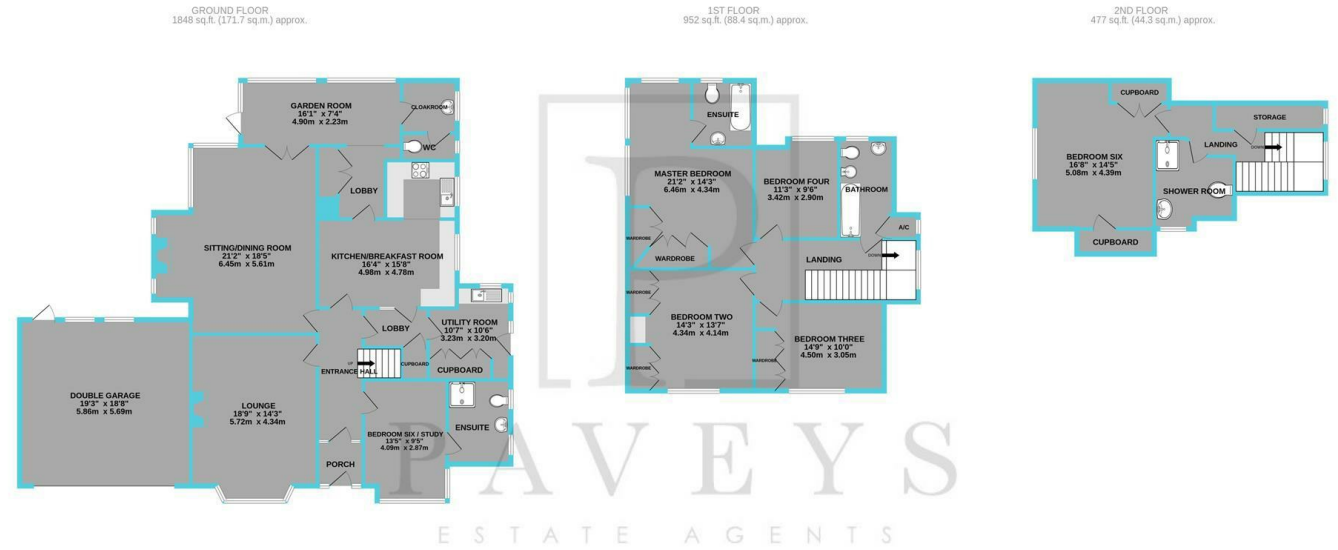 GROUND FLOOR
1848 sq.ft. (171.7 sq.m.) approx.
GARDEN ROOM
16'1" x 7'4"
4.90m x 2.23m
CLOAKROOM
WC
LOBBY
SITTING/DINING ROOM
21'2" x 18'5"
6.45m x 5.61m
KITCHEN/BREAKFAST ROOM
16'4" x 15'8"
4.98m x 4.78m
LOBBY
UTILITY ROOM
10'7" x 10'6"
3.23m x 3.20m
UP
CUPBOARD
CUPBOARD
ENTRANCE HALL
DOUBLE GARAGE
19'3" x 18'8"
5.86m x 5.69m
LOUNGE
18'9" x 14'3"
5.72m x 4.34m
BEDROOM SIX / STUDY
13'5" x 9'5"
4.09m x 2.87m
ENSUITE
PORCH
1ST FLOOR
952 sq.ft. (88.4 sq.m.) approx.
ENSUITE
MASTER BEDROOM
21'2" x 14'3"
6.46m x 4.34m
BEDROOM FOUR
11'3" x 9'6"
3.42m x 2.90m
BATHROOM
A/C
WARDROBE
WARDROBE
LANDING
DOWN
WARDROBE
BEDROOM TWO
14'3" x 13'7"
4.34m x 4.14m
WARDROBE
BEDROOM THREE
14'9" x 10'0"
4.50m x 3.05m
WARDROBE
2ND FLOOR
477 sq.ft. (44.3 sq.m.) approx.
CUPBOARD
STORAGE
LANDING
DOWN
BEDROOM SIX
16'8" x 14'5"
5.08m x 4.39m
SHOWER ROOM
CUPBOARD
PAVEYS
ESTATE AGENTS